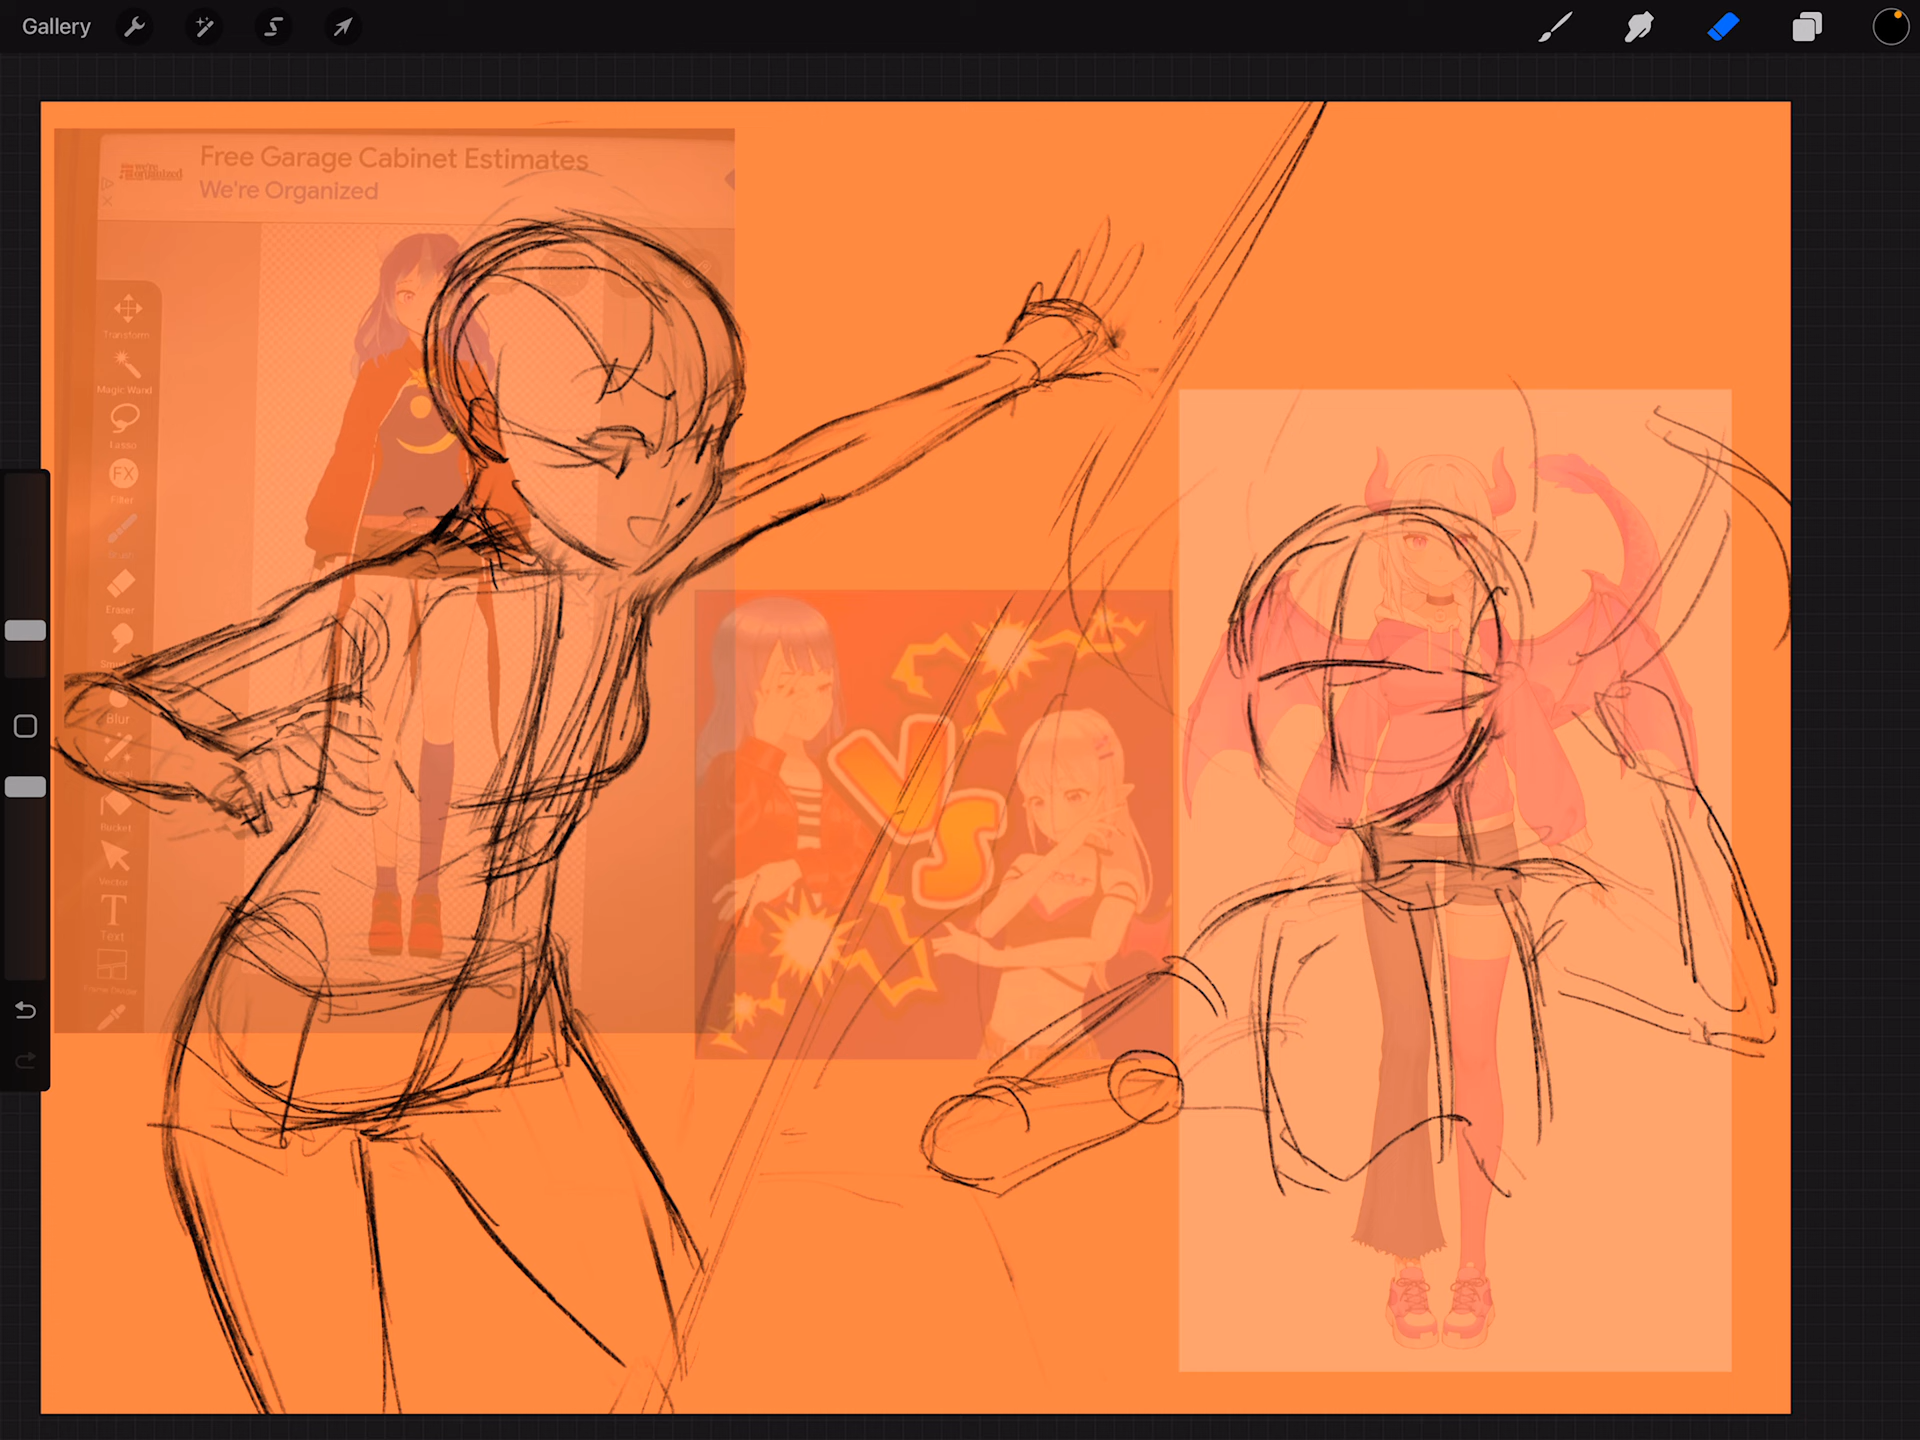 Gallery
Free Garage Cabinet Estimates
We're Organized
Transform
Magic Wand
Lasso
FX
Filter
Eraser
Blur
Bucket
Vector
T
Text
VS